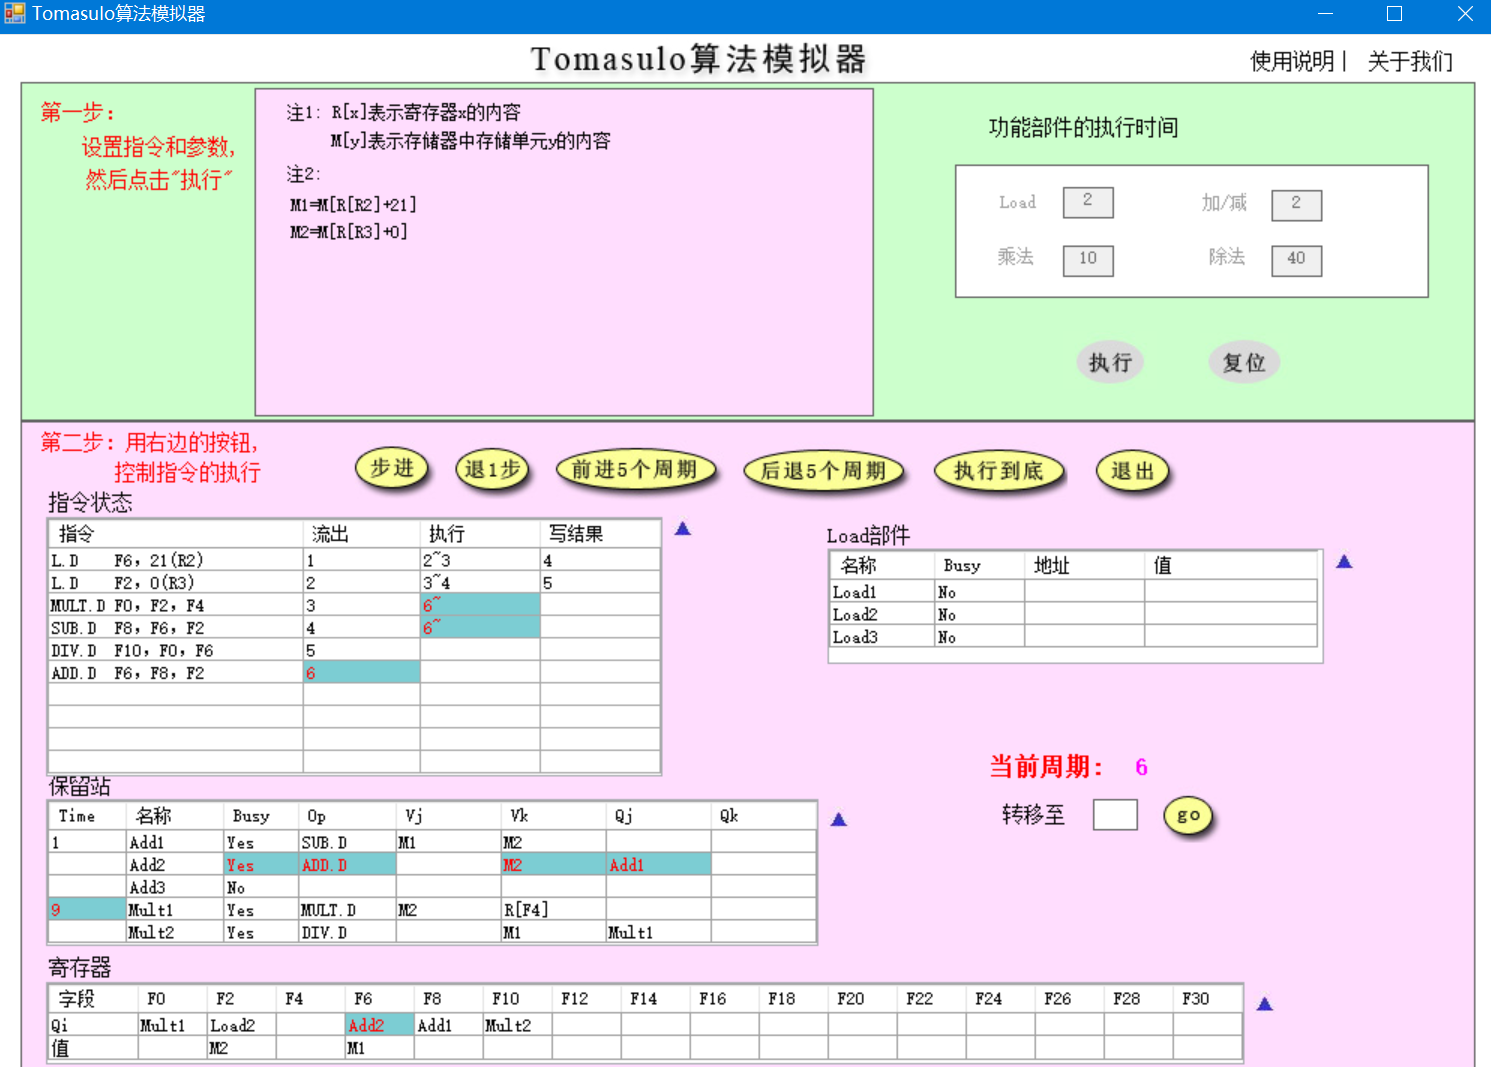 Tomasulo算法模拟器
Tomasulo算法模拟器
使用说明 | 关于我们
第一步:
设置指令和参数,
然后点击"执行"
注1: R[x]表示寄存器x的内容
M[y]表示存储器中存储单元y的内容
注2:
M1=M[R[R2]+21]
M2=M[R[R3]+0]
功能部件的执行时间
Load 2 加/减 2
乘法 10 除法 40
执行 复位
第二步: 用右边的按钮,
控制指令的执行
步进 退1步 前进5个周期 后退5个周期 执行到底 退出
指令状态
指令 流出 执行 写结果
L.D F6, 21(R2) 1 2~3 4
L.D F2, 0(R3) 2 3~4 5
MULT.D F0, F2, F4 3 6~
SUB.D F8, F6, F2 4 6~
DIV.D F10, F0, F6 5
ADD.D F6, F8, F2 6
Load部件
名称 Busy 地址 值
Load1 No
Load2 No
Load3 No
当前周期: 6
转移至 go
保留站
Time 名称 Busy Op Vj Vk Qj Qk
1 Add1 Yes SUB.D M1 M2
Add2 Yes ADD.D M2 Add1
Add3 No
9 Mult1 Yes MULT.D M2 R[F4]
Mult2 Yes DIV.D M1 Mult1
寄存器
字段 F0 F2 F4 F6 F8 F10 F12 F14 F16 F18 F20 F22 F24 F26 F28 F30
Qi Mult1 Load2 Add2 Add1 Mult2
值 M2 M1